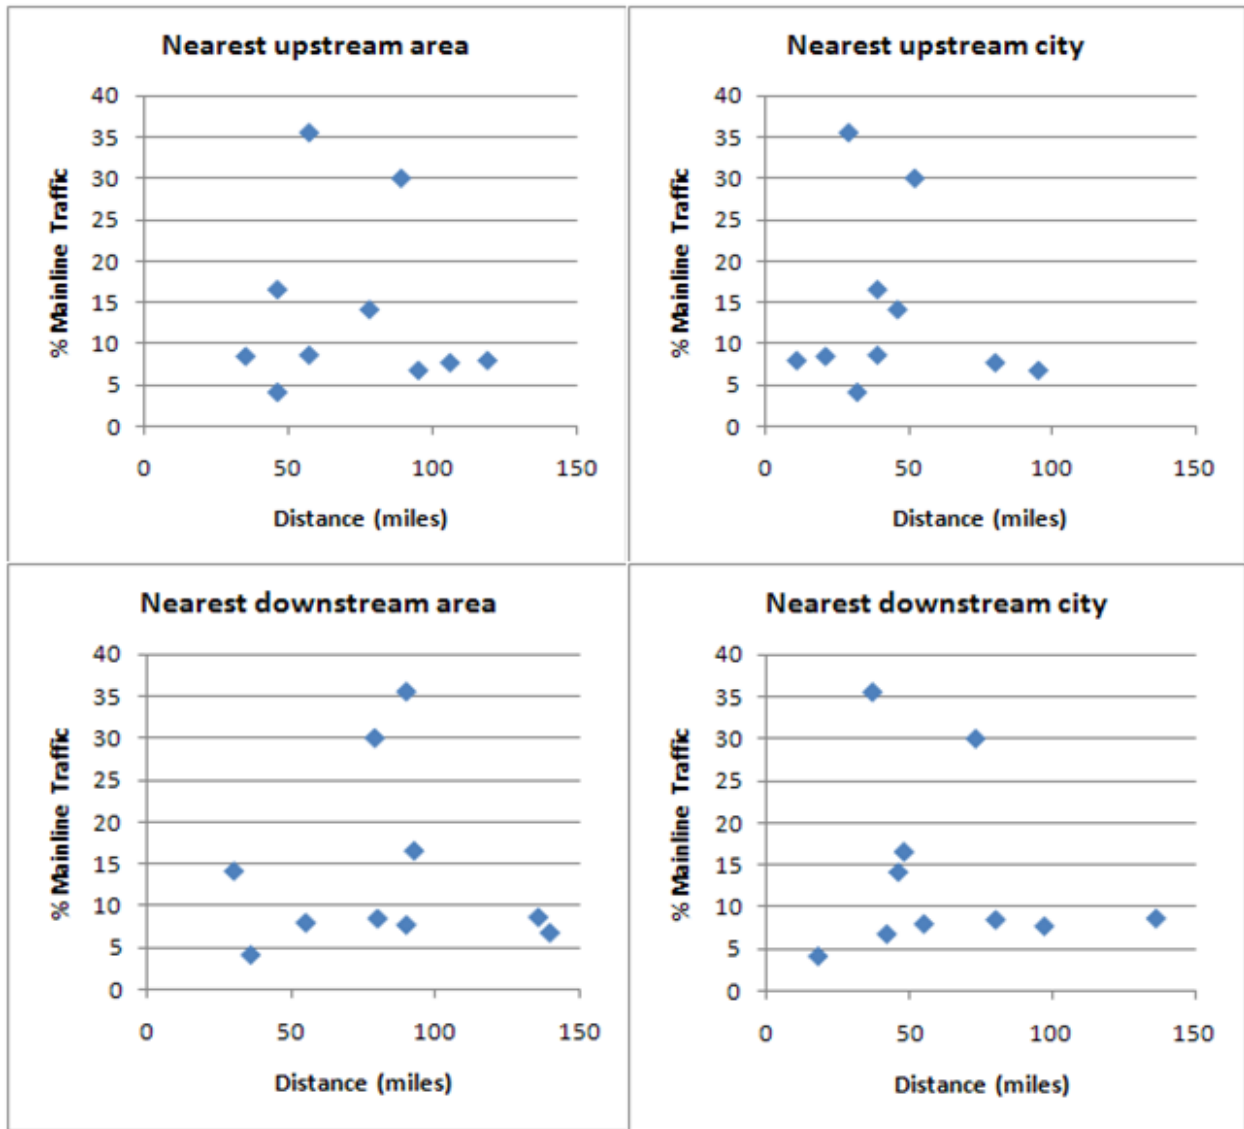 Nearest upstream area
40
35
30
25
20
15
10
5
0
% Mainline Traffic
0 50 100 150
Distance (miles)
Nearest upstream city
40
35
30
25
20
15
10
5
0
% Mainline Traffic
0 50 100 150
Distance (miles)
Nearest downstream area
40
35
30
25
20
15
10
5
0
% Mainline Traffic
0 50 100 150
Distance (miles)
Nearest downstream city
40
35
30
25
20
15
10
5
0
% Mainline Traffic
0 50 100 150
Distance (miles)